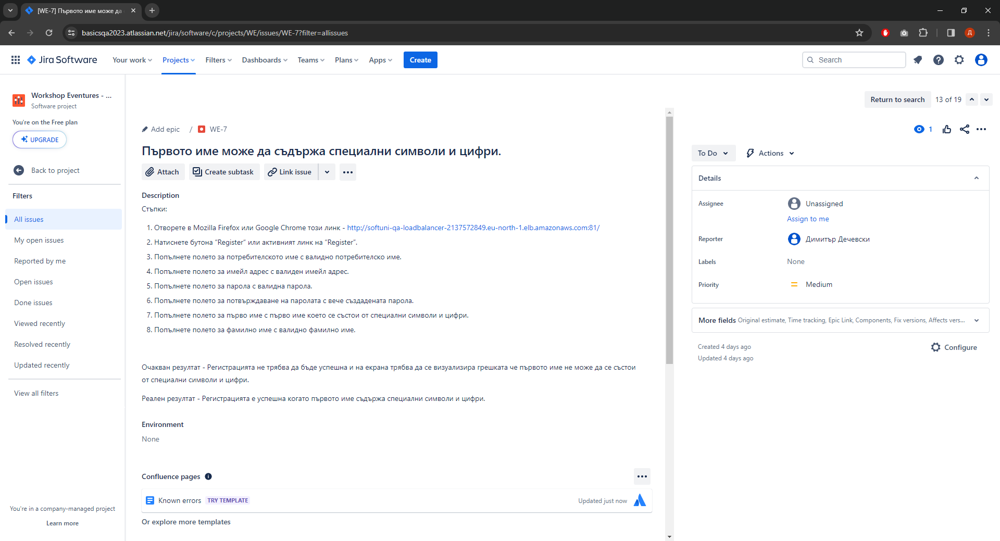 [WE-7] Първото име може да
basicsqa2023.atlassian.net/jira/software/c/projects/WE/issues/WE-7?filter=allissues
Д
Jira Software
Your work
Projects
Filters
Dashboards
Teams
Plans
Apps
Create
Search
Workshop Eventures - ...
Software project
You're on the Free plan
UPGRADE
Back to project
Filters
All issues
My open issues
Reported by me
Open issues
Done issues
Viewed recently
Resolved recently
Updated recently
View all filters
You're in a company-managed project
Learn more
Return to search
13 of 19
Add epic / WE-7
1
Първото име може да съдържа специални символи и цифри.
Attach
Create subtask
Link issue
Description
Стъпки:
1. Отворете в Mozilla Firefox или Google Chrome този линк - http://softuni-qa-loadbalancer-2137572849.eu-north-1.elb.amazonaws.com:81/
2. Натиснете бутона “Register“ или активният линк на “Register”.
3. Попълнете полето за потребителското име с валидно потребителско име.
4. Попълнете полето за имейл адрес с валиден имейл адрес.
5. Попълнете полето за парола с валидна парола.
6. Попълнете полето за потвърждаване на паролата с вече създадената парола.
7. Попълнете полето за първо име с първо име което се състои от специални символи и цифри.
8. Попълнете полето за фамилно име с валидно фамилно име.
Очакван резултат - Регистрацията не трябва да бъде успешна и на екрана трябва да се визуализира грешката че първото име не може да се състои
от специални символи и цифри.
Реален резултат - Регистрацията е успешна когато първото име съдържа специални символи и цифри.
Environment
None
Confluence pages
Known errors
TRY TEMPLATE
Updated just now
Or explore more templates
To Do
Actions
Details
Assignee
Unassigned
Assign to me
Reporter
Димитър Дечевски
Labels
None
Priority
Medium
More fields Original estimate, Time tracking, Epic Link, Components, Fix versions, Affects vers...
Created 4 days ago
Configure
Updated 4 days ago